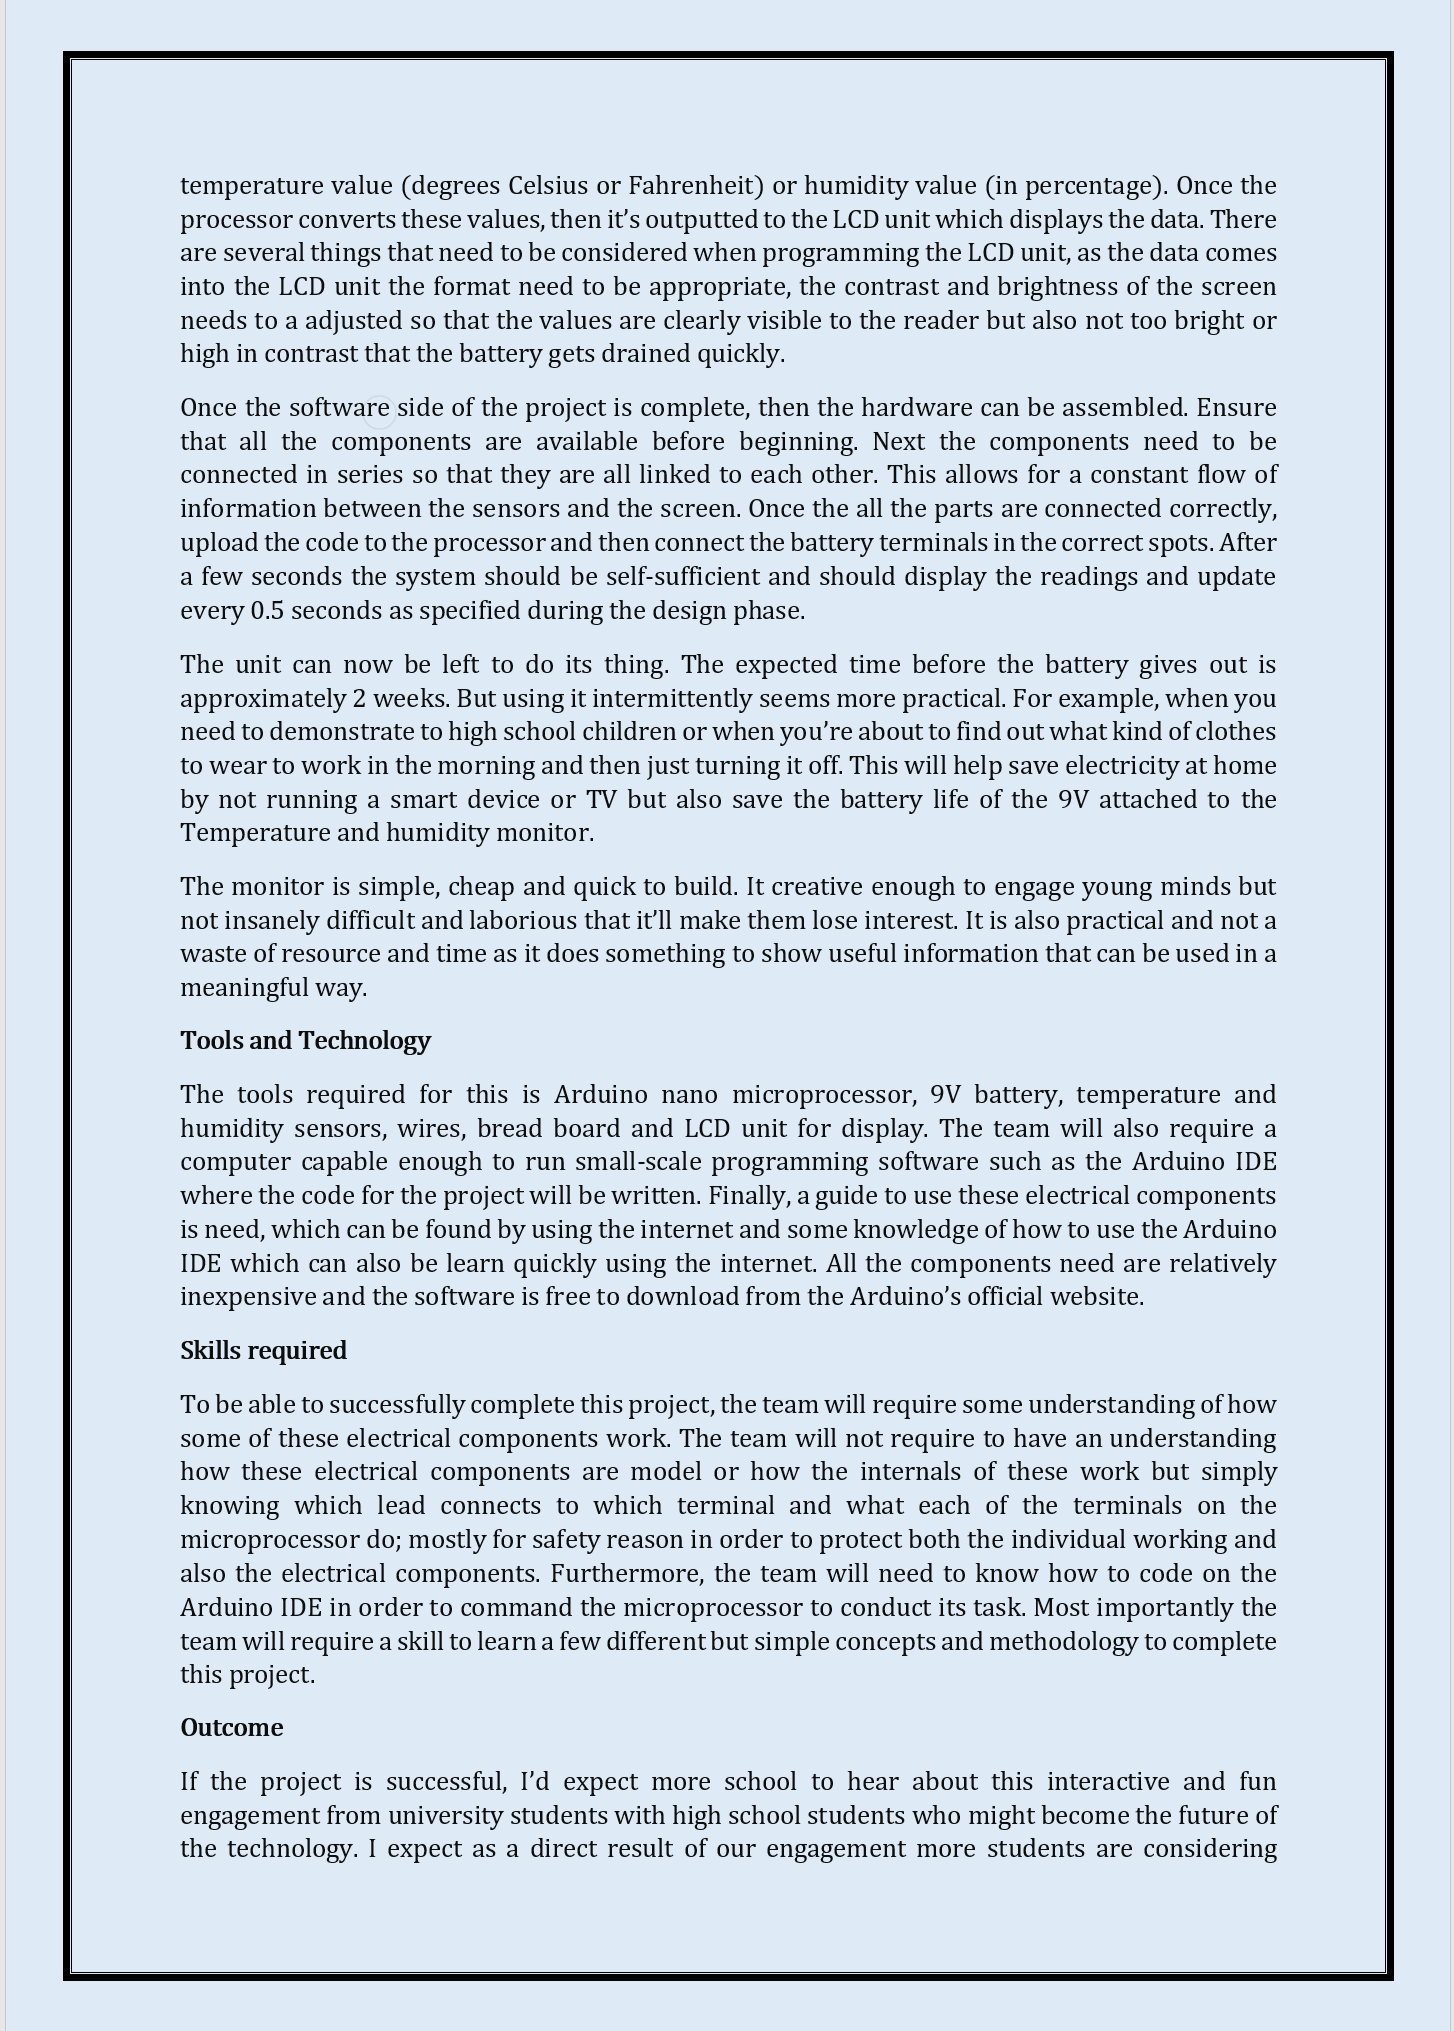 temperature value (degrees Celsius or Fahrenheit) or humidity value (in percentage). Once the
processor converts these values, then it’s outputted to the LCD unit which displays the data. There
are several things that need to be considered when programming the LCD unit, as the data comes
into the LCD unit the format need to be appropriate, the contrast and brightness of the screen
needs to a adjusted so that the values are clearly visible to the reader but also not too bright or
high in contrast that the battery gets drained quickly.
Once the software side of the project is complete, then the hardware can be assembled. Ensure
that all the components are available before beginning. Next the components need to be
connected in series so that they are all linked to each other. This allows for a constant flow of
information between the sensors and the screen. Once the all the parts are connected correctly,
upload the code to the processor and then connect the battery terminals in the correct spots. After
a few seconds the system should be self-sufficient and should display the readings and update
every 0.5 seconds as specified during the design phase.
The unit can now be left to do its thing. The expected time before the battery gives out is
approximately 2 weeks. But using it intermittently seems more practical. For example, when you
need to demonstrate to high school children or when you’re about to find out what kind of clothes
to wear to work in the morning and then just turning it off. This will help save electricity at home
by not running a smart device or TV but also save the battery life of the 9V attached to the
Temperature and humidity monitor.
The monitor is simple, cheap and quick to build. It creative enough to engage young minds but
not insanely difficult and laborious that it’ll make them lose interest. It is also practical and not a
waste of resource and time as it does something to show useful information that can be used in a
meaningful way.
Tools and Technology
The tools required for this is Arduino nano microprocessor, 9V battery, temperature and
humidity sensors, wires, bread board and LCD unit for display. The team will also require a
computer capable enough to run small-scale programming software such as the Arduino IDE
where the code for the project will be written. Finally, a guide to use these electrical components
is need, which can be found by using the internet and some knowledge of how to use the Arduino
IDE which can also be learn quickly using the internet. All the components need are relatively
inexpensive and the software is free to download from the Arduino’s official website.
Skills required
To be able to successfully complete this project, the team will require some understanding of how
some of these electrical components work. The team will not require to have an understanding
how these electrical components are model or how the internals of these work but simply
knowing which lead connects to which terminal and what each of the terminals on the
microprocessor do; mostly for safety reason in order to protect both the individual working and
also the electrical components. Furthermore, the team will need to know how to code on the
Arduino IDE in order to command the microprocessor to conduct its task. Most importantly the
team will require a skill to learn a few different but simple concepts and methodology to complete
this project.
Outcome
If the project is successful, I’d expect more school to hear about this interactive and fun
engagement from university students with high school students who might become the future of
the technology. I expect as a direct result of our engagement more students are considering